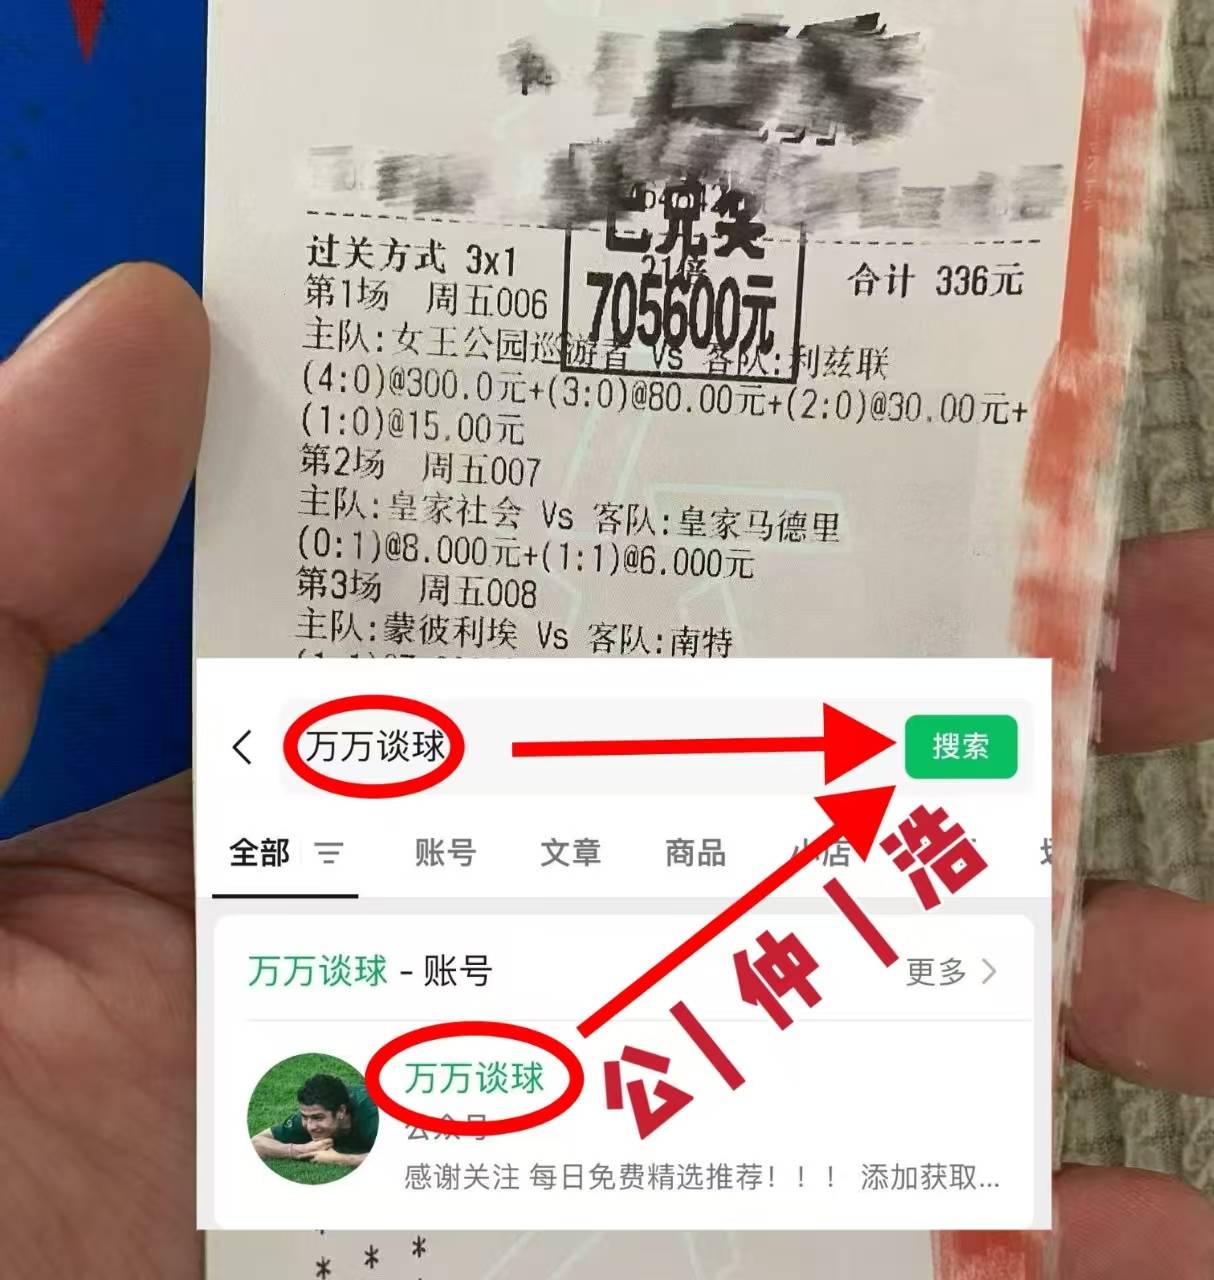 已兑奖
21倍
705600元
过关方式 3x1
合计 336元
第1场 周五006
主队:女王公园巡游者 Vs 客队:利兹联
(4:0)@300.0元+(3:0)@80.00元+(2:0)@30.00元+
(1:0)@15.00元
第2场 周五007
主队:皇家社会 Vs 客队:皇家马德里
(0:1)@8.000元+(1:1)@6.000元
第3场 周五008
主队:蒙彼利埃 Vs 客队:南特
万万谈球
搜索
全部
账号
文章
商品
小店
万万谈球 - 账号
更多
万万谈球
公众号
感谢关注 每日免费精选推荐！！！ 添加获取...
公|仲|浩
* * *